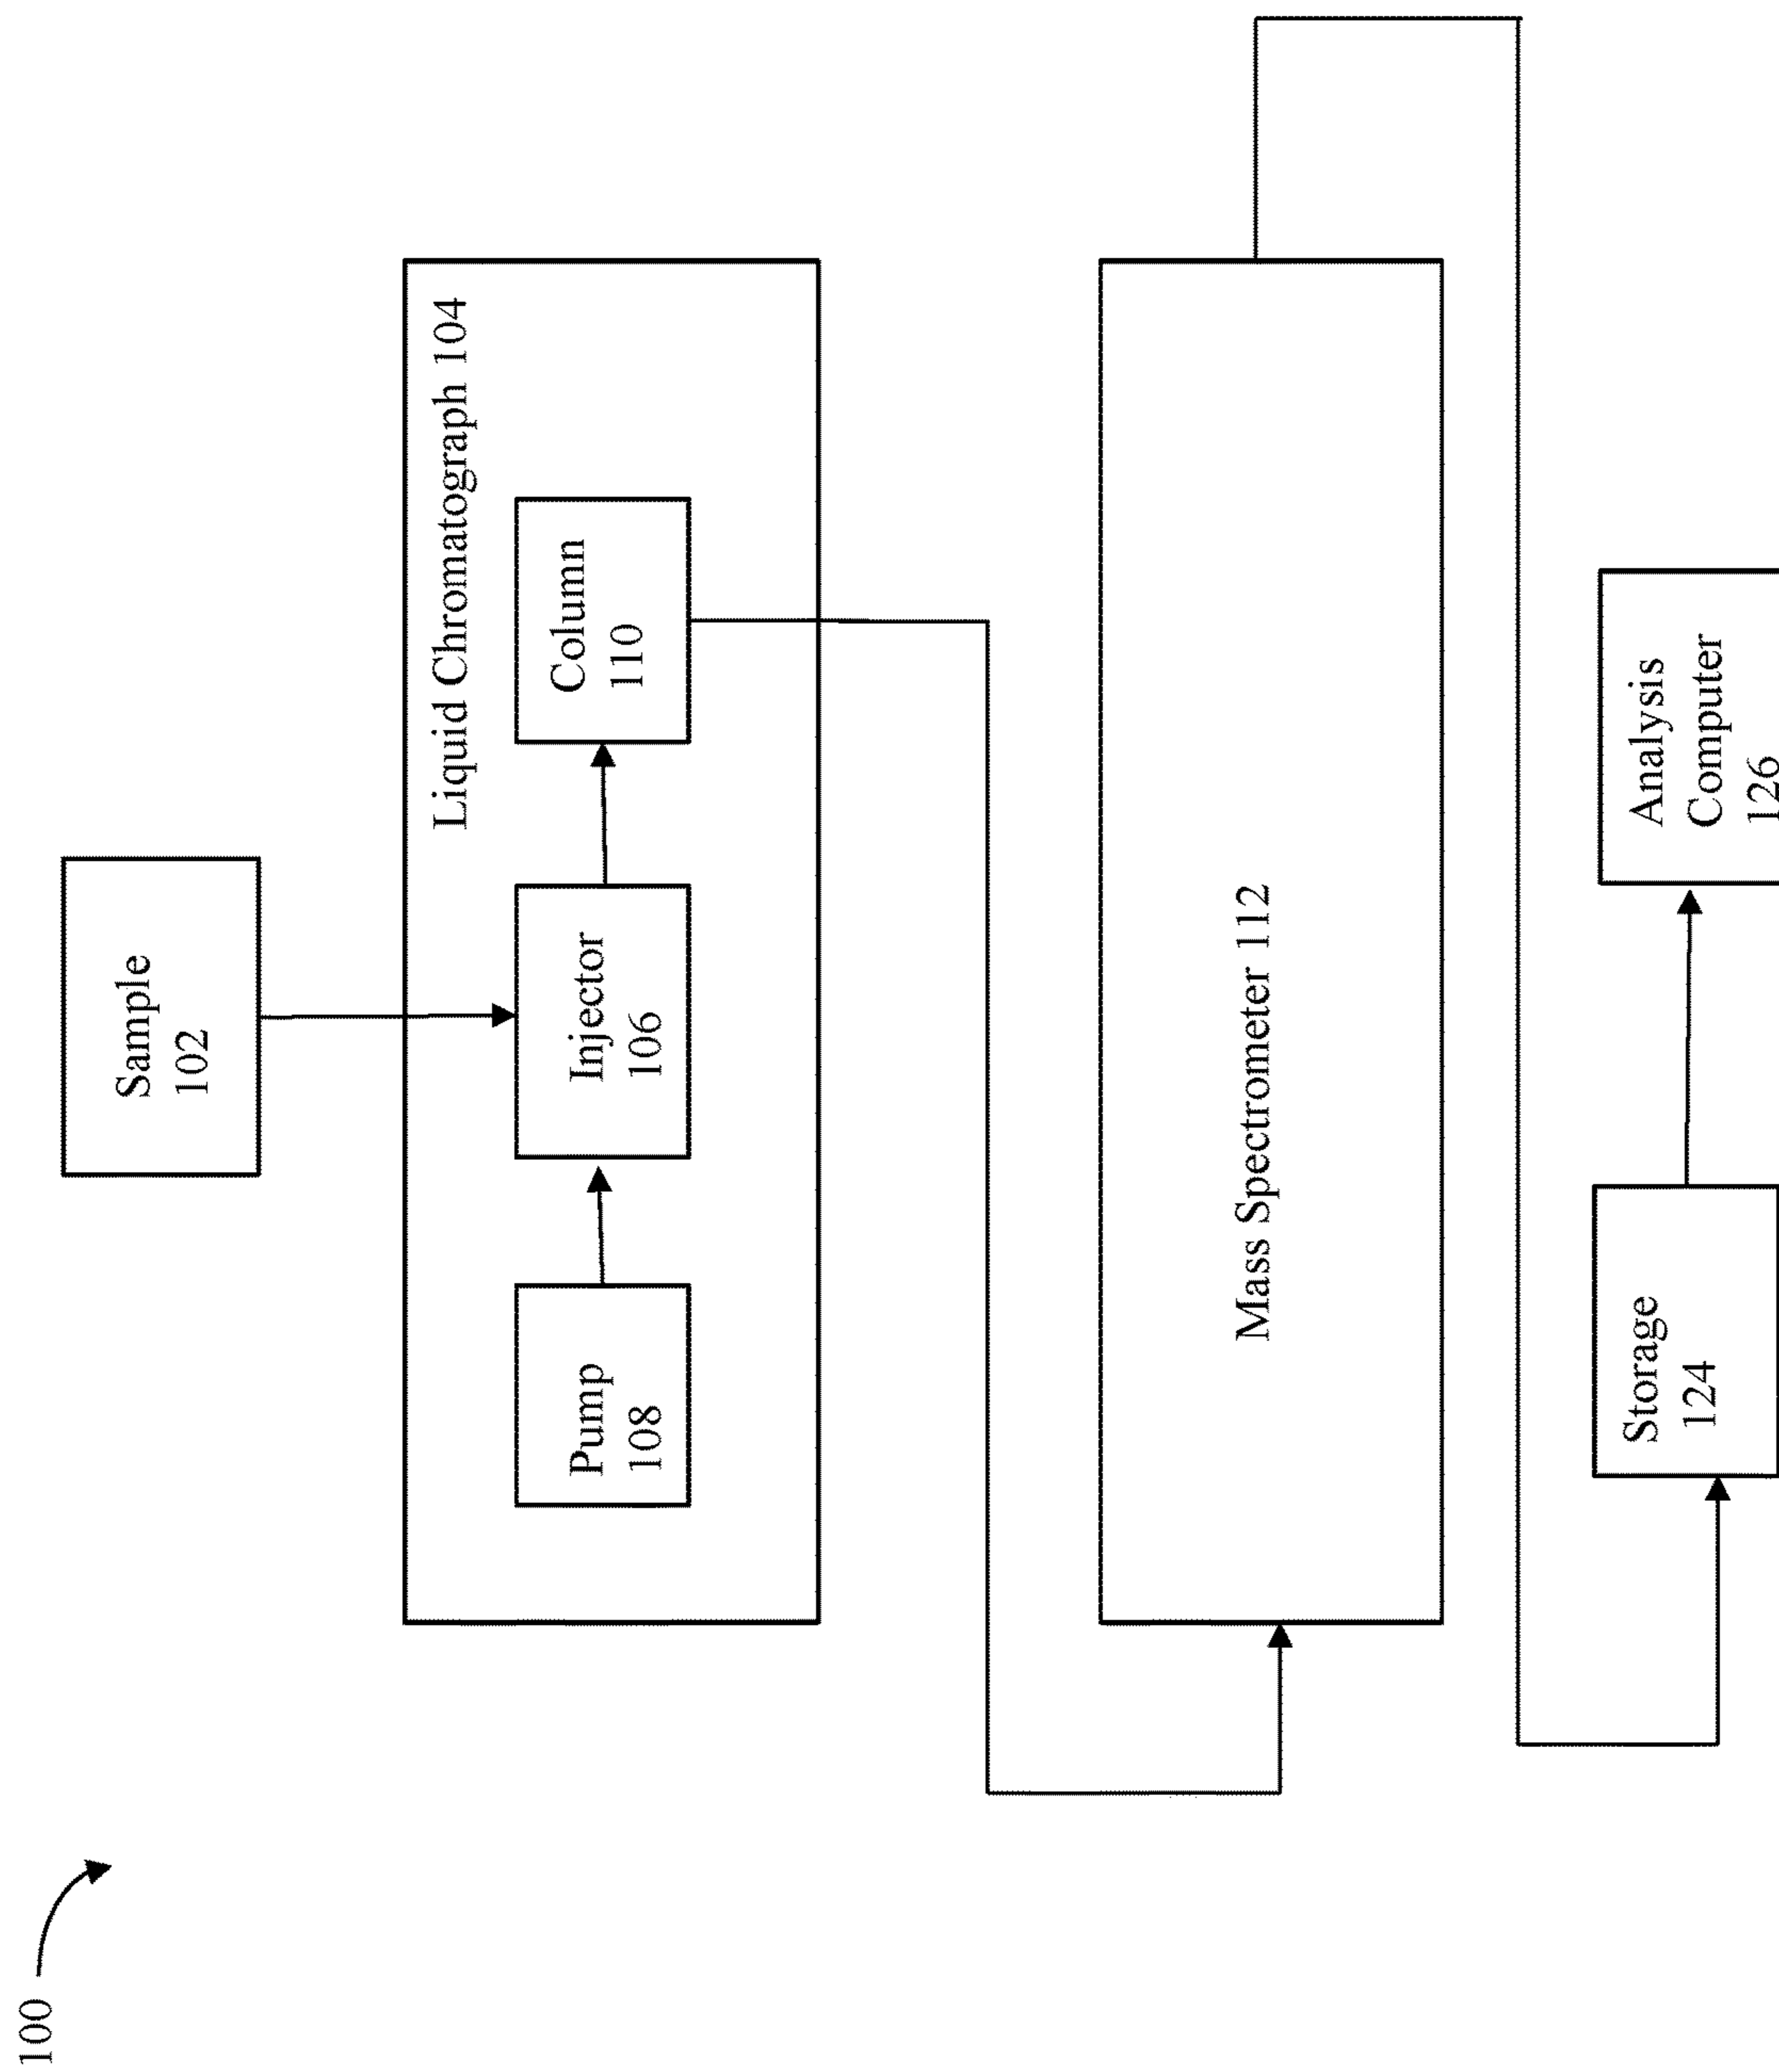 100
Sample
102
Liquid Chromatograph 104
Pump
108
Injector
106
Column
110
Mass Spectrometer 112
Storage
124
Analysis
Computer
126